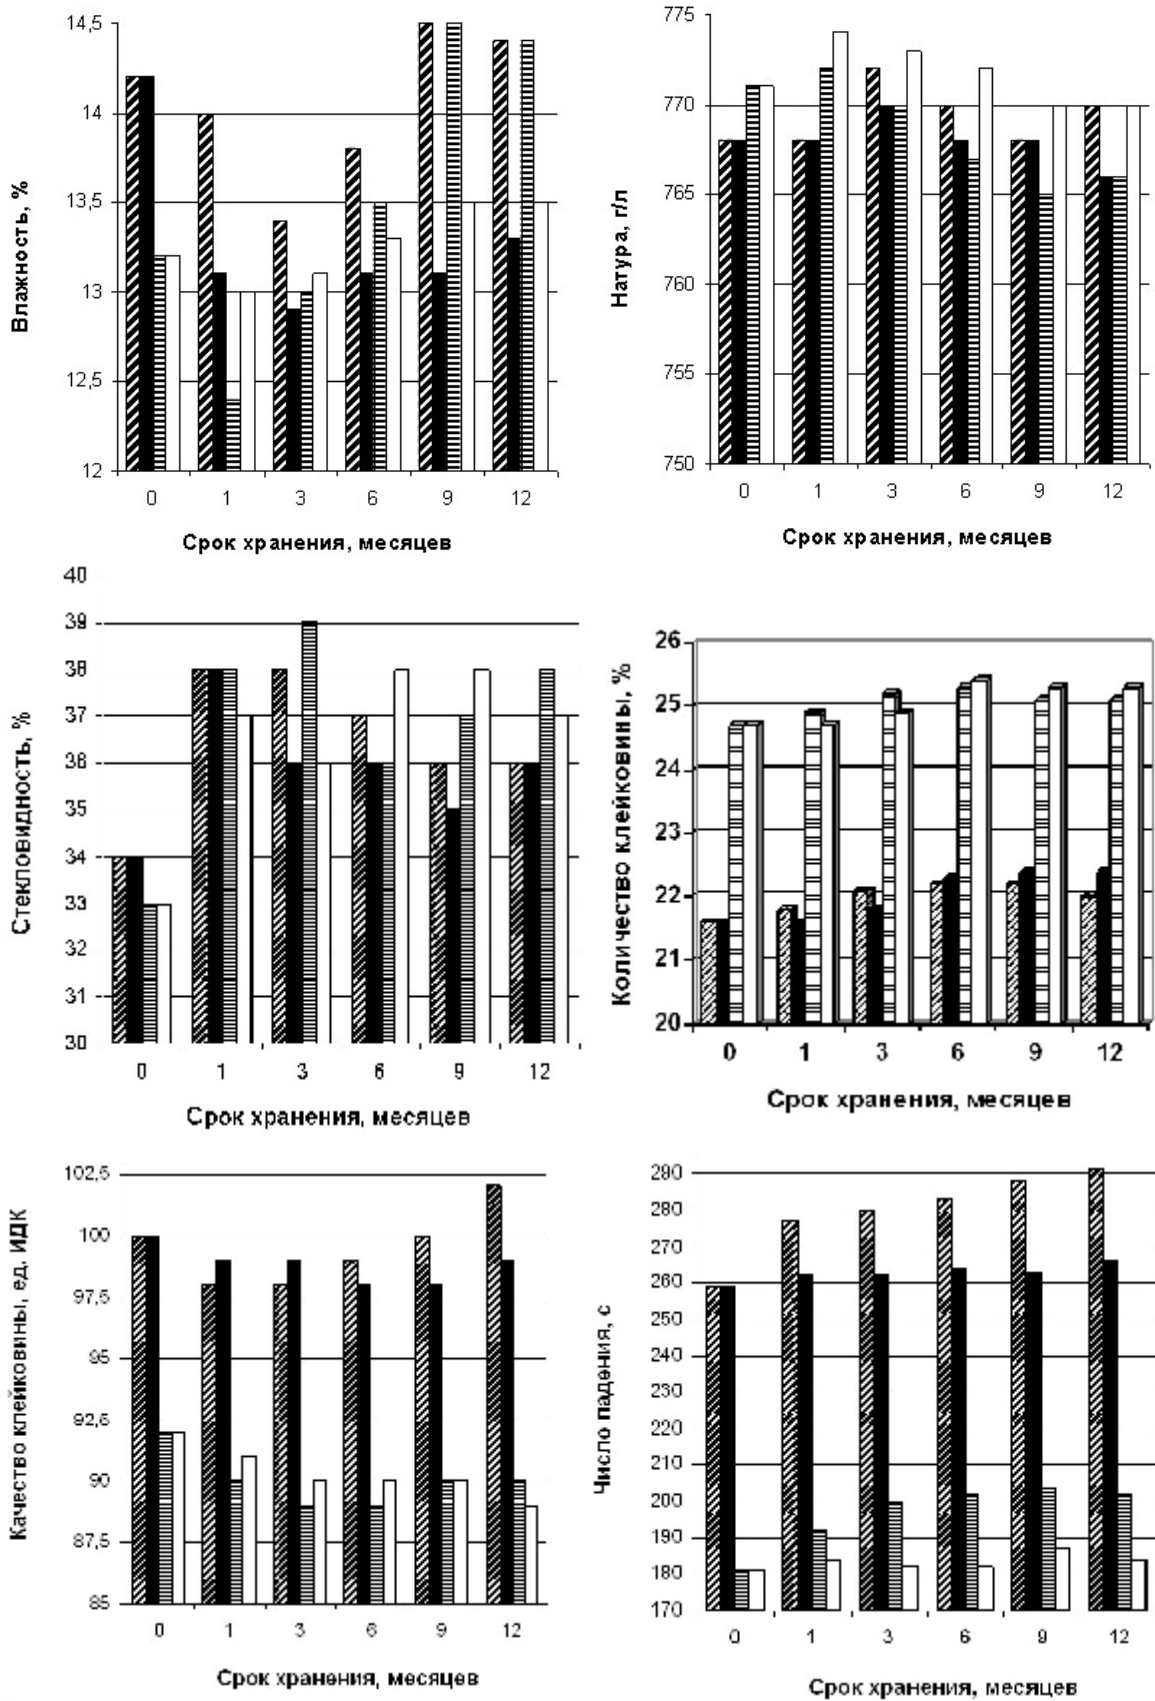 14,5
14
13,5
13
12,5
12
Влажность, %
0 1 3 6 9 12
Срок хранения, месяцев
775
770
765
760
755
750
Натура, г/л
0 1 3 6 9 12
Срок хранения, месяцев
40
39
38
37
36
35
34
33
32
31
30
Стекловидность, %
0 1 3 6 9 12
Срок хранения, месяцев
26
25
24
23
22
21
20
Количество клейковины, %
0 1 3 6 9 12
Срок хранения, месяцев
102,5
100
97,5
95
92,5
90
87,5
85
Качество клейковины, ед. ИДК
0 1 3 6 9 12
Срок хранения, месяцев
290
280
270
260
250
240
230
220
210
200
190
180
170
Число падения, с
0 1 3 6 9 12
Срок хранения, месяцев